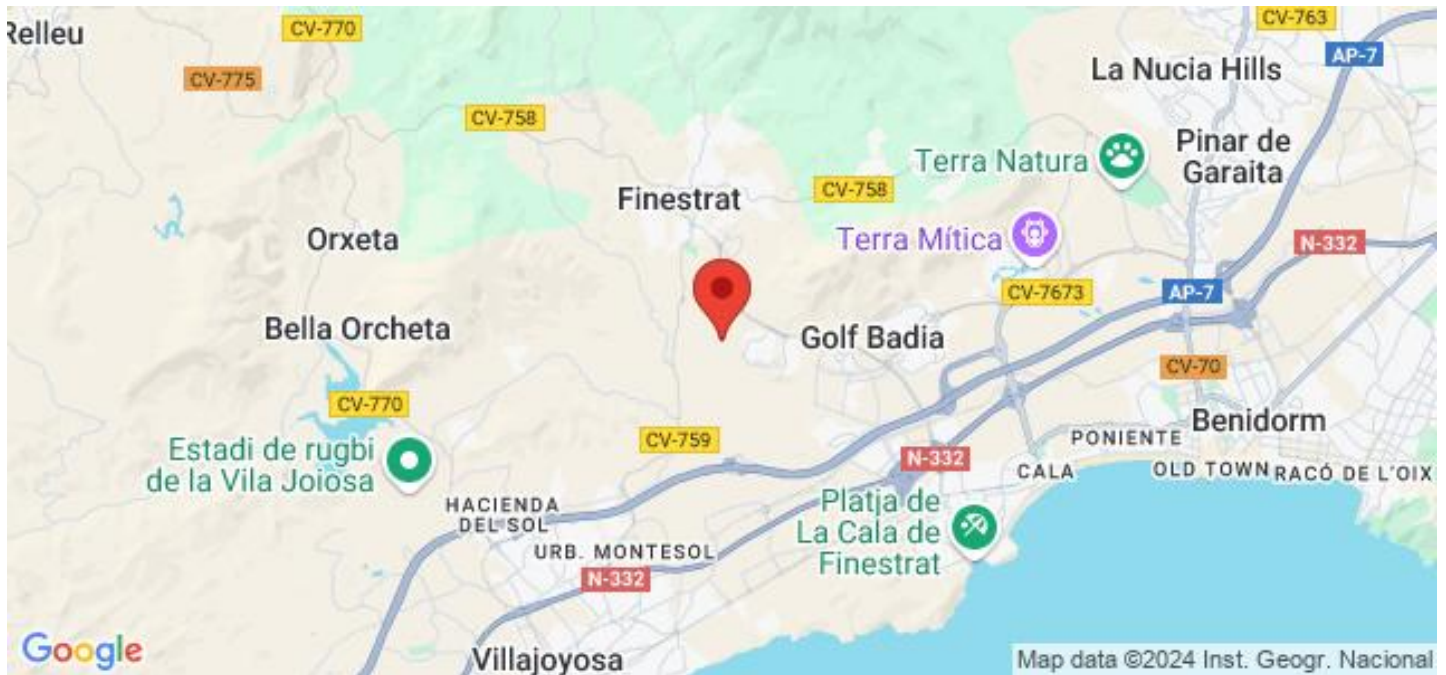 Relleu
CV-770
CV-763
AP-7
La Nucia Hills
CV-775
CV-758
Pinar de
Garaita
Terra Natura
Finestrat
CV-758
Orxeta
Terra Mítica
N-332
CV-7673
AP-7
Bella Orcheta
Golf Badia
CV-70
CV-770
Benidorm
CV-759
PONIENTE
Estadi de rugbi
de la Vila Joiosa
N-332
CALA
OLD TOWN
RACÓ DE L'OIX
HACIENDA
DEL SOL
Platja de
La Cala de
Finestrat
URB. MONTESOL
N-332
Google
Villajoyosa
Map data ©2024 Inst. Geogr. Nacional